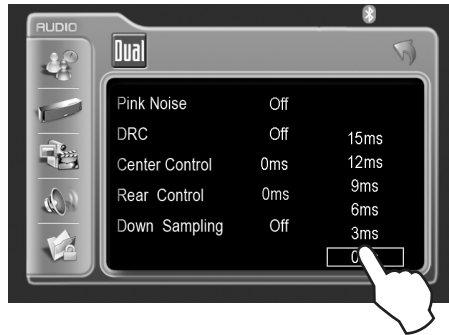 AUDIO
Dual
Pink Noise Off
DRC Off
15ms
Center Control 0ms
12ms
9ms
Rear Control 0ms
6ms
Down Sampling Off
3ms